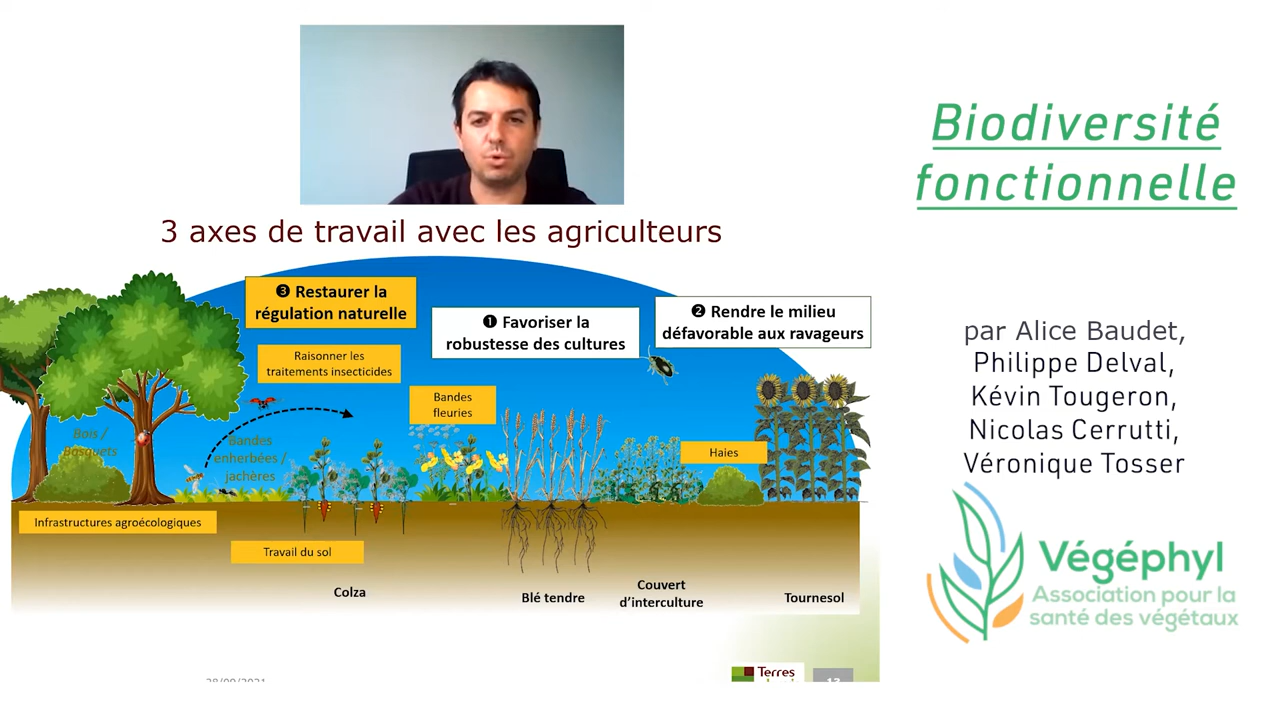 3 axes de travail avec les agriculteurs
❸ Restaurer la
régulation naturelle
❶ Favoriser la
robustesse des cultures
❷ Rendre le milieu
défavorable aux ravageurs
Raisonner les
traitements insecticides
Bandes
fleuries
Bois /
Bosquets
Bandes
enherbées /
jachères
Haies
Infrastructures agroécologiques
Travail du sol
Colza
Blé tendre
Couvert
d'interculture
Tournesol
Terres
13
Biodiversité
fonctionnelle
par Alice Baudet,
Philippe Delval,
Kévin Tougeron,
Nicolas Cerrutti,
Véronique Tosser
Végéphyl
Association pour la
santé des végétaux